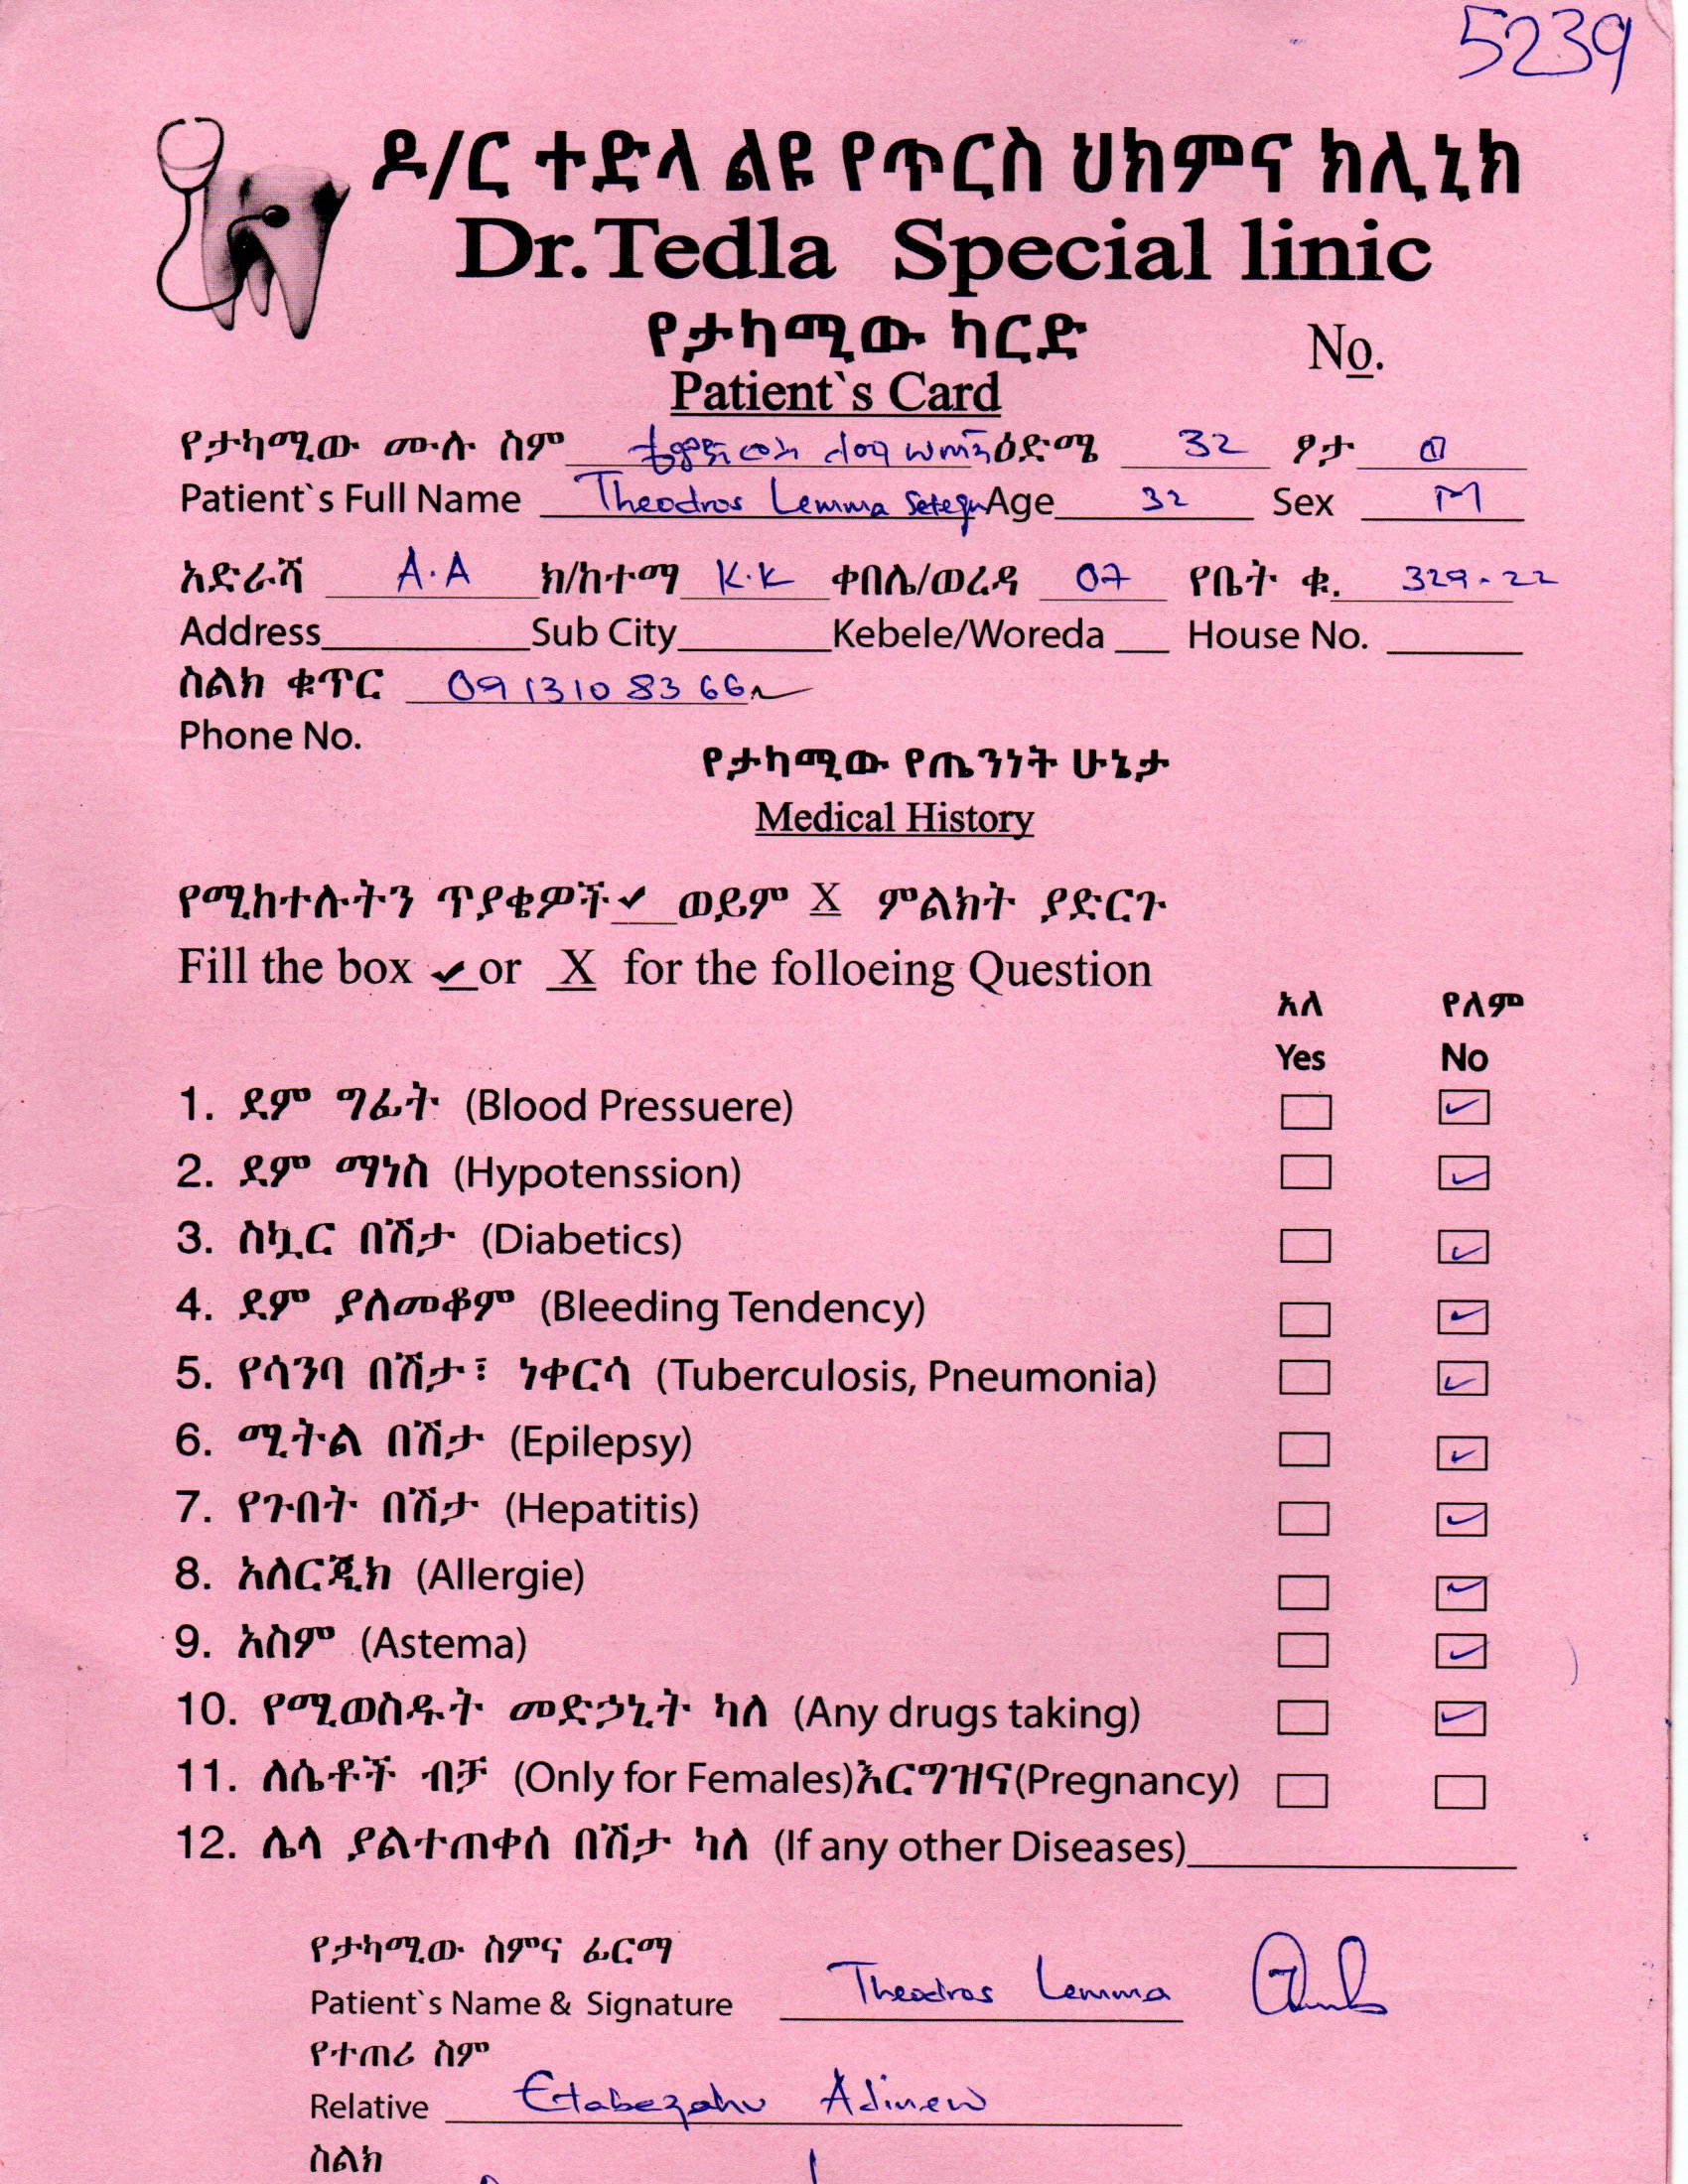 5239
ዶ/ር ተድላ ልዩ የጥርስ ህክምና ክሊኒክ
Dr.Tedla Special linic
የታካሚው ካርድ
No.
Patient`s Card
የታካሚው ሙሉ ስም ቴዎድሮስ ለማ ዕድሜ 32 ፆታ
Patient`s Full Name Theodros Lemma Setegn Age 32 Sex M
አድራሻ A.A ክ/ከተማ K.K ቀበሌ/ወረዳ 07 የቤት ቁ. 329-22
Address Sub City Kebele/Woreda House No.
ስልክ ቁጥር 0913108366
Phone No.
የታካሚው የጤንነት ሁኔታ
Medical History
የሚከተሉትን ጥያቄዎች ✔ ወይም X ምልክት ያድርጉ
Fill the box ✔ or X for the folloeing Question
አለ የለም
Yes No
1. ደም ግፊት (Blood Pressuere) ✓
2. ደም ማነስ (Hypotenssion) ✓
3. ስኳር በሽታ (Diabetics) ✓
4. ደም ያለመቆም (Bleeding Tendency) ✓
5. የሳንባ በሽታ፣ ነቀርሳ (Tuberculosis, Pneumonia) ✓
6. ሚትል በሽታ (Epilepsy) ✓
7. የጉበት በሽታ (Hepatitis) ✓
8. አለርጂክ (Allergie) ✓
9. አስም (Astema) ✓
10. የሚወስዱት መድኃኒት ካለ (Any drugs taking) ✓
11. ለሴቶች ብቻ (Only for Females)እርግዝና(Pregnancy)
12. ሌላ ያልተጠቀሰ በሽታ ካለ (If any other Diseases)
የታካሚው ስምና ፊርማ
Patient`s Name & Signature Theodros Lemma
የተጠሪ ስም
Relative Etabezahu Adinew
ስልክ